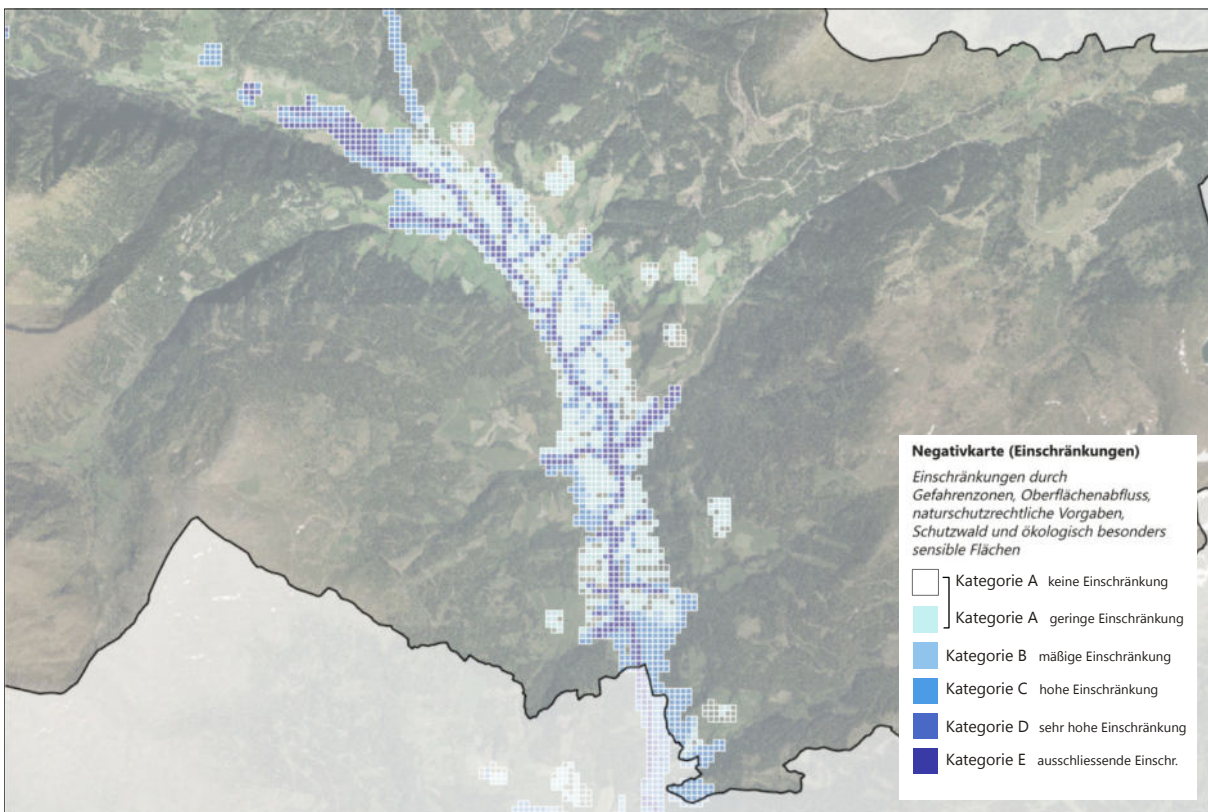 Negativkarte (Einschränkungen)
Einschränkungen durch
Gefahrenzonen, Oberflächenabfluss,
naturschutzrechtliche Vorgaben,
Schutzwald und ökologisch besonders
sensible Flächen
Kategorie A keine Einschränkung
Kategorie A geringe Einschränkung
Kategorie B mäßige Einschränkung
Kategorie C hohe Einschränkung
Kategorie D sehr hohe Einschränkung
Kategorie E ausschliessende Einschr.